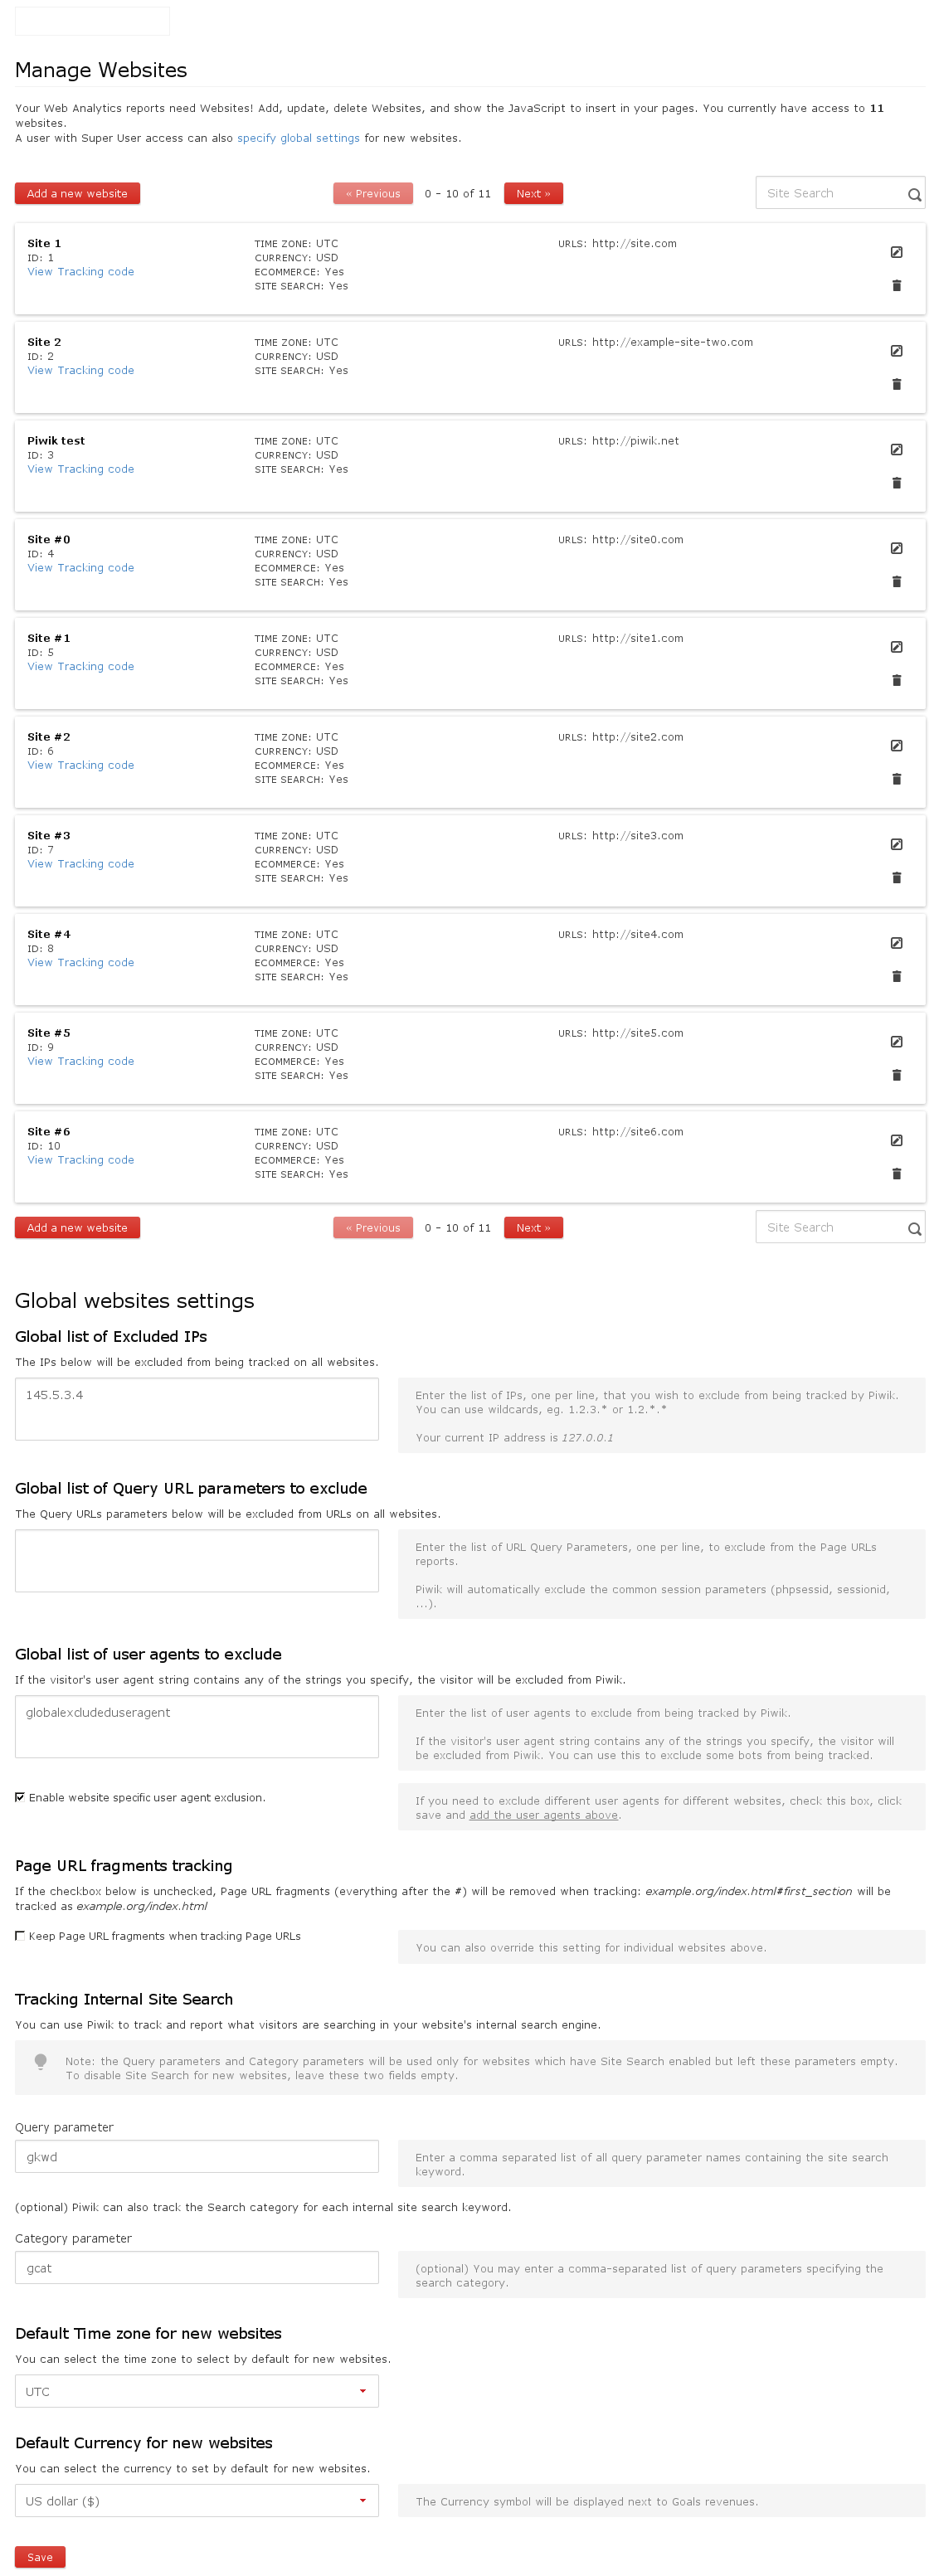 Manage Websites
Your Web Analytics reports need Websites! Add, update, delete Websites, and show the JavaScript to insert in your pages. You currently have access to 11
websites.
A user with Super User access can also specify global settings for new websites.
Add a new website
« Previous 0 - 10 of 11 Next »
Site Search
Site 1
ID: 1
View Tracking code
TIME ZONE: UTC
CURRENCY: USD
ECOMMERCE: Yes
SITE SEARCH: Yes
URLS: http://site.com
Site 2
ID: 2
View Tracking code
TIME ZONE: UTC
CURRENCY: USD
SITE SEARCH: Yes
URLS: http://example-site-two.com
Piwik test
ID: 3
View Tracking code
TIME ZONE: UTC
CURRENCY: USD
SITE SEARCH: Yes
URLS: http://piwik.net
Site #0
ID: 4
View Tracking code
TIME ZONE: UTC
CURRENCY: USD
ECOMMERCE: Yes
SITE SEARCH: Yes
URLS: http://site0.com
Site #1
ID: 5
View Tracking code
TIME ZONE: UTC
CURRENCY: USD
ECOMMERCE: Yes
SITE SEARCH: Yes
URLS: http://site1.com
Site #2
ID: 6
View Tracking code
TIME ZONE: UTC
CURRENCY: USD
ECOMMERCE: Yes
SITE SEARCH: Yes
URLS: http://site2.com
Site #3
ID: 7
View Tracking code
TIME ZONE: UTC
CURRENCY: USD
ECOMMERCE: Yes
SITE SEARCH: Yes
URLS: http://site3.com
Site #4
ID: 8
View Tracking code
TIME ZONE: UTC
CURRENCY: USD
ECOMMERCE: Yes
SITE SEARCH: Yes
URLS: http://site4.com
Site #5
ID: 9
View Tracking code
TIME ZONE: UTC
CURRENCY: USD
ECOMMERCE: Yes
SITE SEARCH: Yes
URLS: http://site5.com
Site #6
ID: 10
View Tracking code
TIME ZONE: UTC
CURRENCY: USD
ECOMMERCE: Yes
SITE SEARCH: Yes
URLS: http://site6.com
Add a new website
« Previous 0 - 10 of 11 Next »
Site Search
Global websites settings
Global list of Excluded IPs
The IPs below will be excluded from being tracked on all websites.
145.5.3.4
Enter the list of IPs, one per line, that you wish to exclude from being tracked by Piwik.
You can use wildcards, eg. 1.2.3.* or 1.2.*.*
Your current IP address is 127.0.0.1
Global list of Query URL parameters to exclude
The Query URLs parameters below will be excluded from URLs on all websites.
Enter the list of URL Query Parameters, one per line, to exclude from the Page URLs
reports.
Piwik will automatically exclude the common session parameters (phpsessid, sessionid,
...).
Global list of user agents to exclude
If the visitor's user agent string contains any of the strings you specify, the visitor will be excluded from Piwik.
globalexcludeduseragent
Enter the list of user agents to exclude from being tracked by Piwik.
If the visitor's user agent string contains any of the strings you specify, the visitor will
be excluded from Piwik. You can use this to exclude some bots from being tracked.
Enable website specific user agent exclusion.
If you need to exclude different user agents for different websites, check this box, click
save and add the user agents above.
Page URL fragments tracking
If the checkbox below is unchecked, Page URL fragments (everything after the #) will be removed when tracking: example.org/index.html#first_section will be
tracked as example.org/index.html
Keep Page URL fragments when tracking Page URLs
You can also override this setting for individual websites above.
Tracking Internal Site Search
You can use Piwik to track and report what visitors are searching in your website's internal search engine.
Note: the Query parameters and Category parameters will be used only for websites which have Site Search enabled but left these parameters empty.
To disable Site Search for new websites, leave these two fields empty.
Query parameter
gkwd
Enter a comma separated list of all query parameter names containing the site search
keyword.
(optional) Piwik can also track the Search category for each internal site search keyword.
Category parameter
gcat
(optional) You may enter a comma-separated list of query parameters specifying the
search category.
Default Time zone for new websites
You can select the time zone to select by default for new websites.
UTC
Default Currency for new websites
You can select the currency to set by default for new websites.
US dollar ($)
The Currency symbol will be displayed next to Goals revenues.
Save